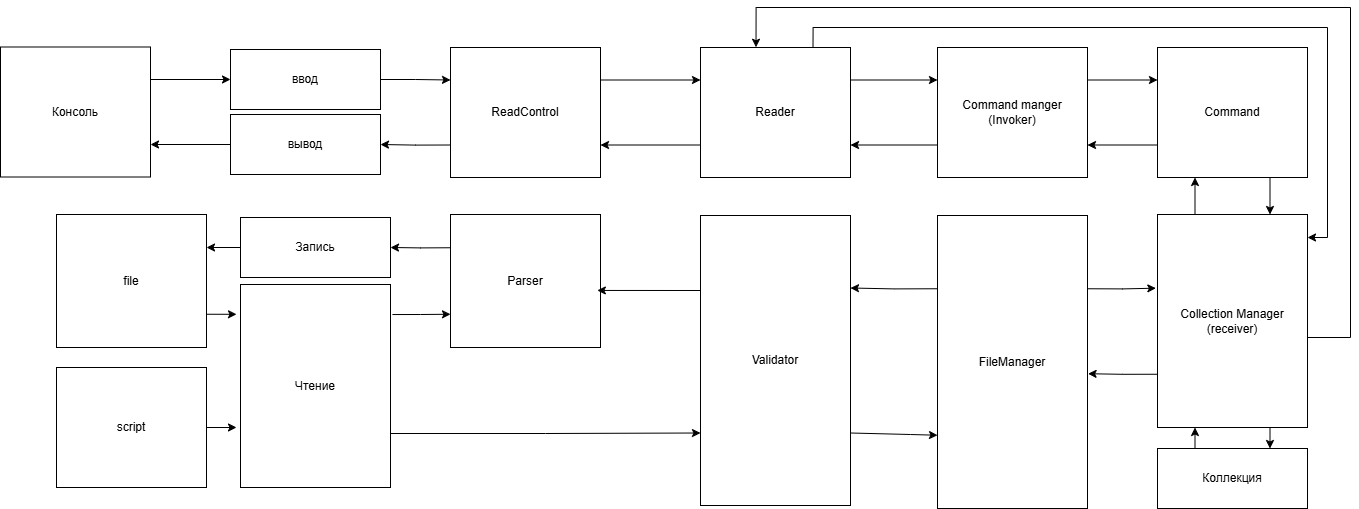 Консоль
ввод
вывод
ReadControl
Reader
Command manger
(Invoker)
Command
file
Запись
Parser
Чтение
script
Validator
FileManager
Collection Manager
(receiver)
Коллекция